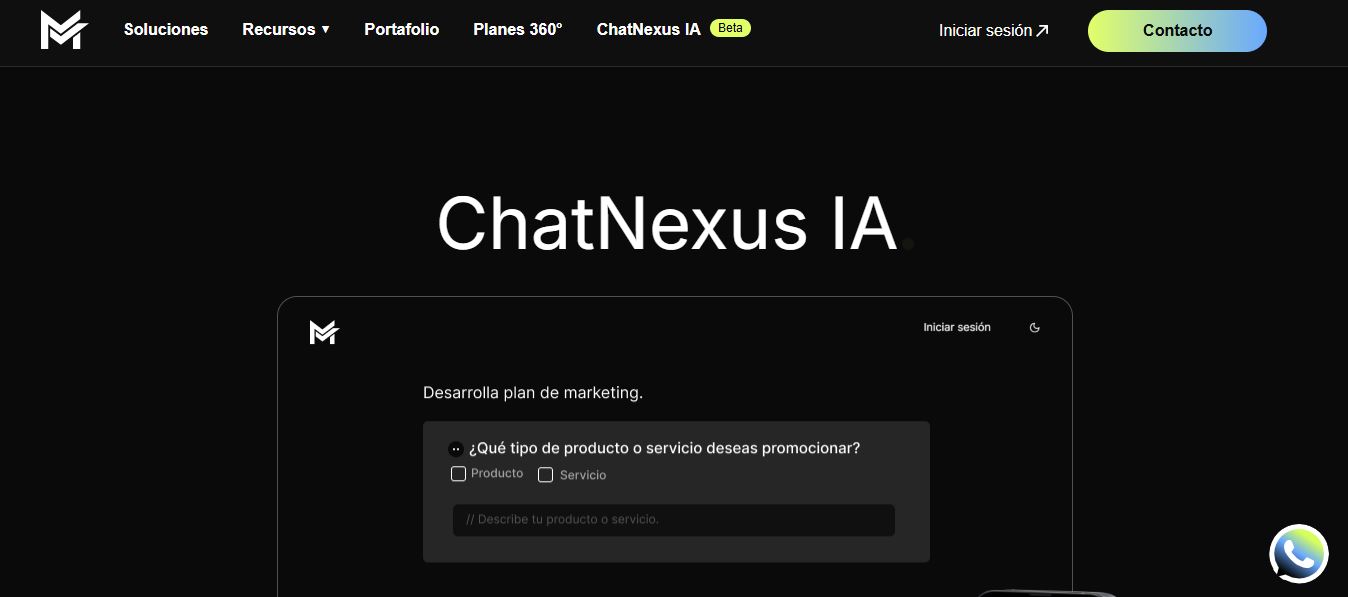 Soluciones Recursos ▼ Portafolio Planes 360° ChatNexus IA Beta Iniciar sesión Contacto
ChatNexus IA.
Iniciar sesión
Desarrolla plan de marketing.
¿Qué tipo de producto o servicio deseas promocionar?
Producto Servicio
// Describe tu producto o servicio.